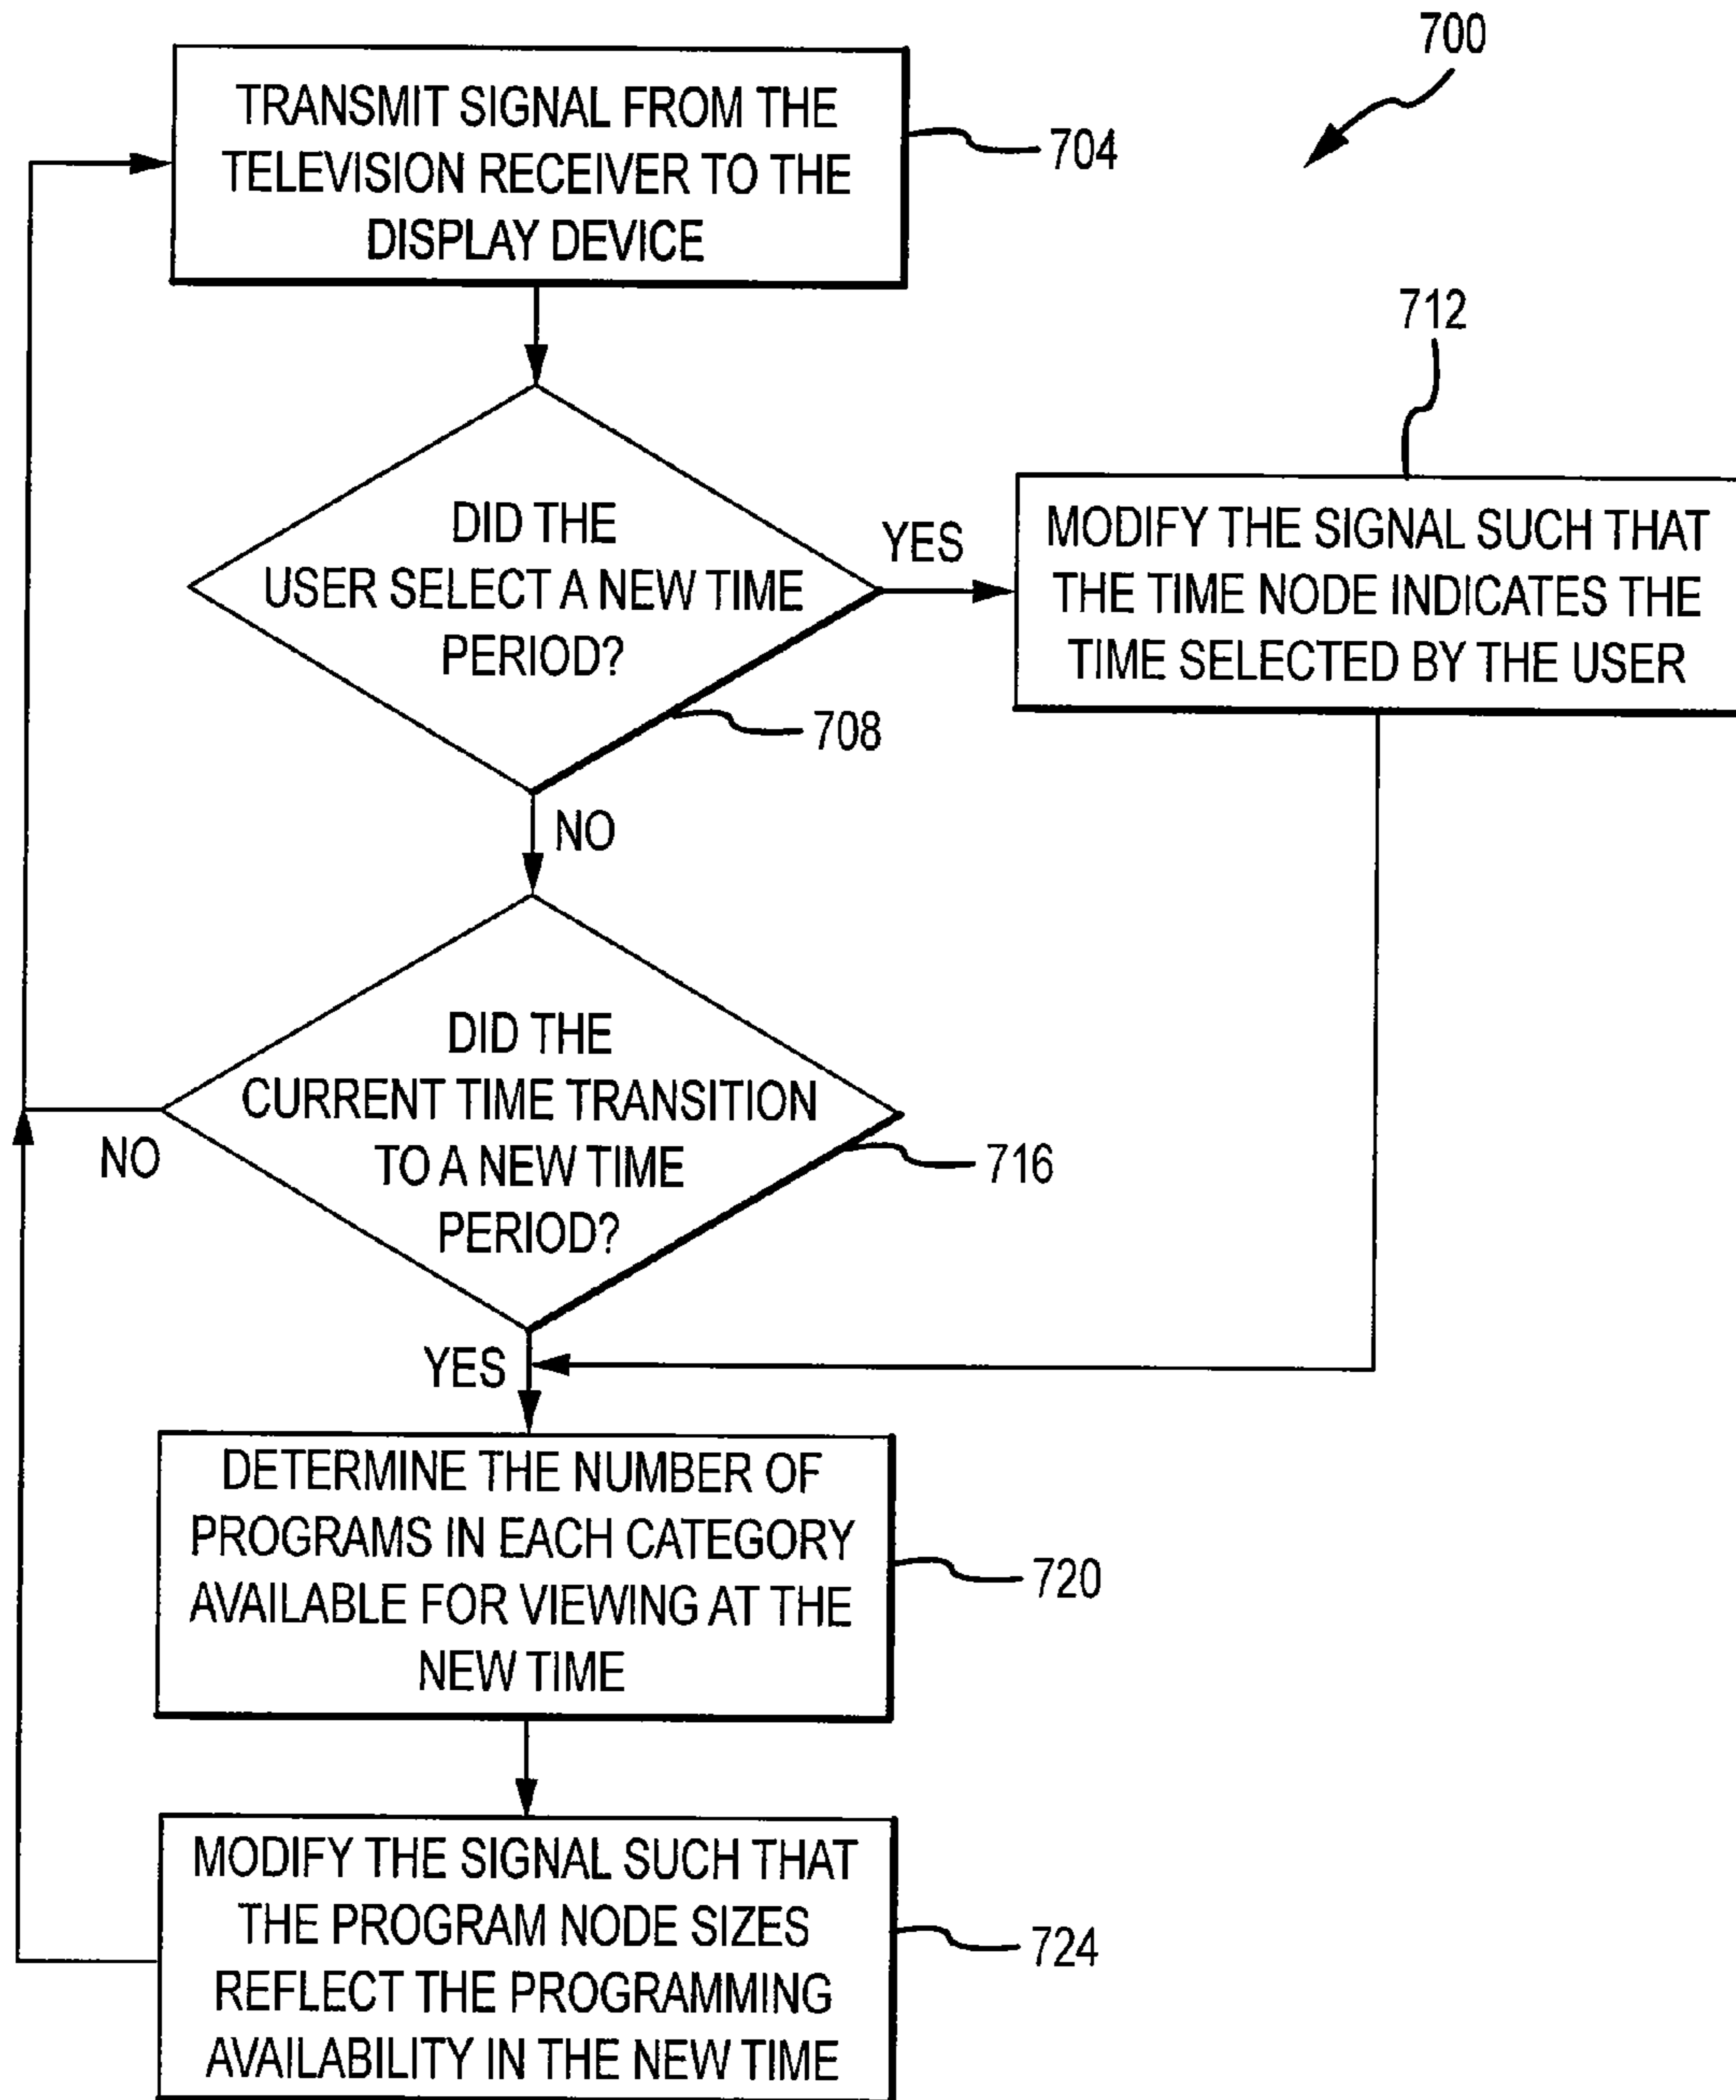 700
TRANSMIT SIGNAL FROM THE
TELEVISION RECEIVER TO THE
DISPLAY DEVICE
704
712
DID THE
USER SELECT A NEW TIME
PERIOD?
YES
MODIFY THE SIGNAL SUCH THAT
THE TIME NODE INDICATES THE
TIME SELECTED BY THE USER
708
NO
DID THE
CURRENT TIME TRANSITION
TO A NEW TIME
PERIOD?
NO
716
YES
DETERMINE THE NUMBER OF
PROGRAMS IN EACH CATEGORY
AVAILABLE FOR VIEWING AT THE
NEW TIME
720
MODIFY THE SIGNAL SUCH THAT
THE PROGRAM NODE SIZES
REFLECT THE PROGRAMMING
AVAILABILITY IN THE NEW TIME
724